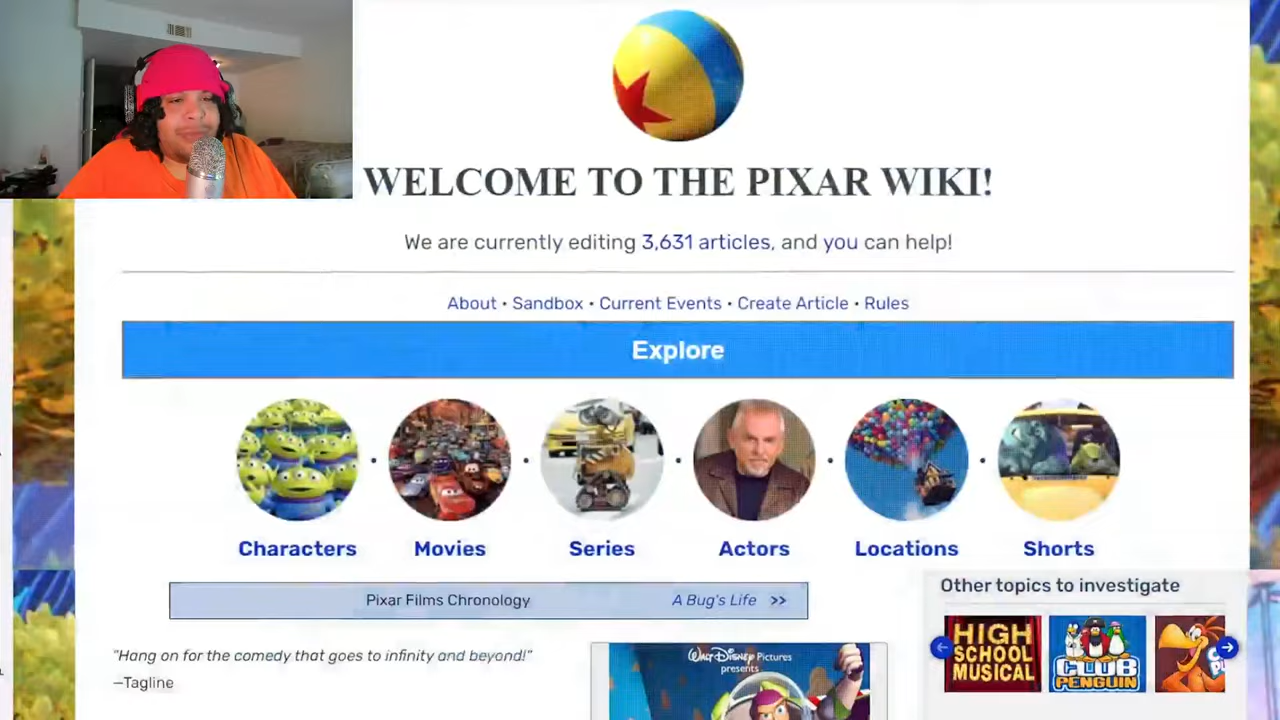 WELCOME TO THE PIXAR WIKI!
We are currently editing 3,631 articles, and you can help!
About • Sandbox • Current Events • Create Article • Rules
Explore
Characters
Movies
Series
Actors
Locations
Shorts
Pixar Films Chronology
A Bug's Life >>
Other topics to investigate
HIGH
SCHOOL
MUSICAL
CLUB
PENGUIN
"Hang on for the comedy that goes to infinity and beyond!"
—Tagline
WALT DISNEY Pictures
presents